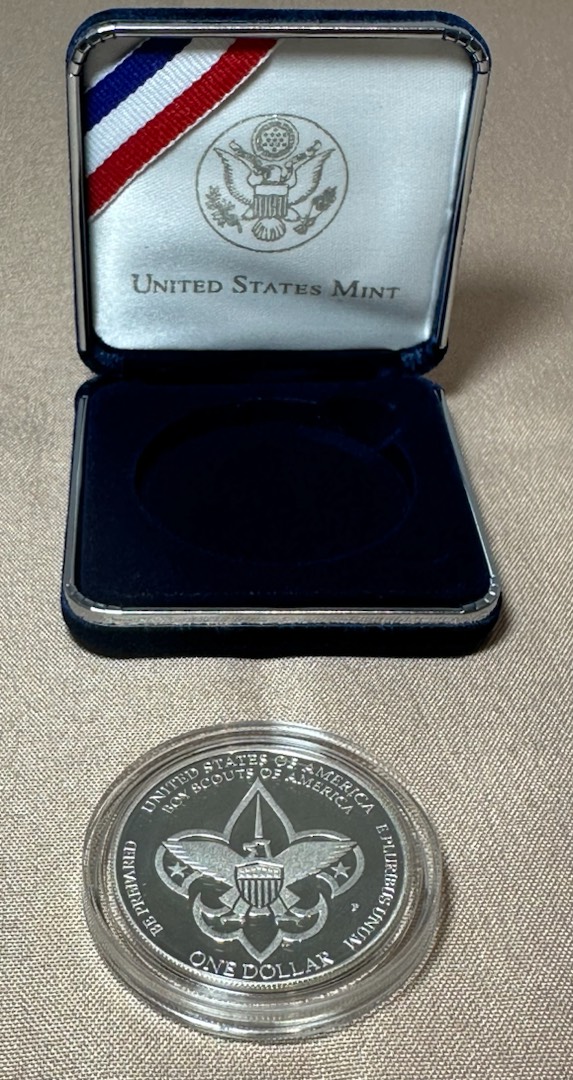 UNITED STATES MINT
UNITED STATES OF AMERICA
BOY SCOUTS OF AMERICA
BE PREPARED
E PLURIBUS UNUM
P
ONE DOLLAR